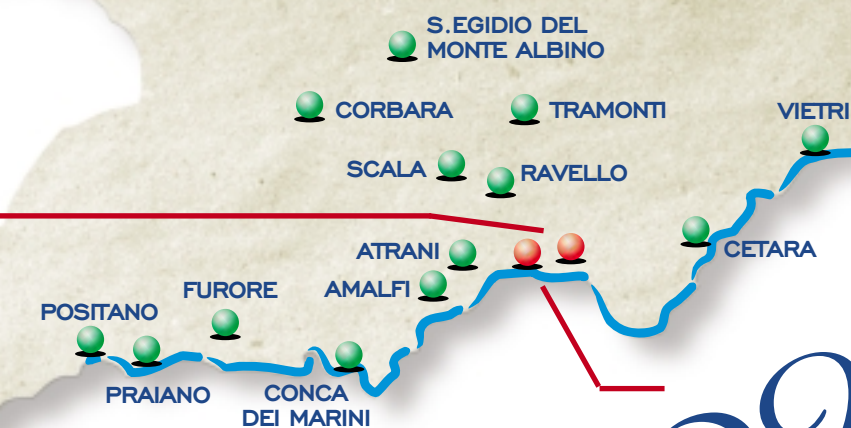 S.EGIDIO DEL
MONTE ALBINO
CORBARA
TRAMONTI
VIETRI
SCALA
RAVELLO
ATRANI
CETARA
AMALFI
FURORE
POSITANO
PRAIANO
CONCA
DEI MARINI